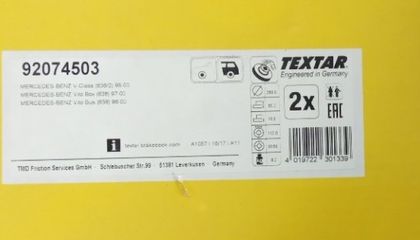 92074503
MERCEDES-BENZ V-Class (638/2) 96-03
MERCEDES-BENZ Vito Box (638) 97-03
MERCEDES-BENZ Vito Bus (638) 96-03
TEXTAR
Engineered in Germany
2x
EAC
textar.brakebook.com
TMD Friction Services GmbH · Schlebuscher Str.99 · 51381 Leverkusen · Germany
4 019722 301339